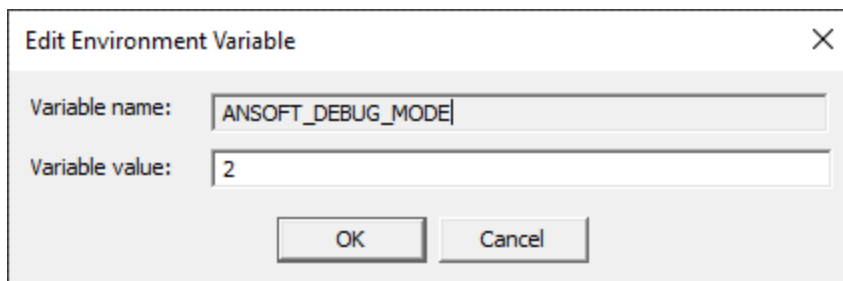 Edit Environment Variable
Variable name: ANSOFT_DEBUG_MODE
Variable value: 2
OK Cancel